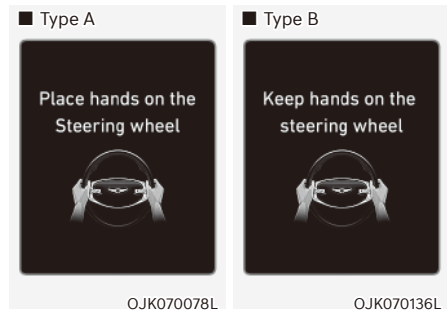 ■ Type A
Place hands on the
Steering wheel
OJK070078L
■ Type B
Keep hands on the
steering wheel
OJK070136L